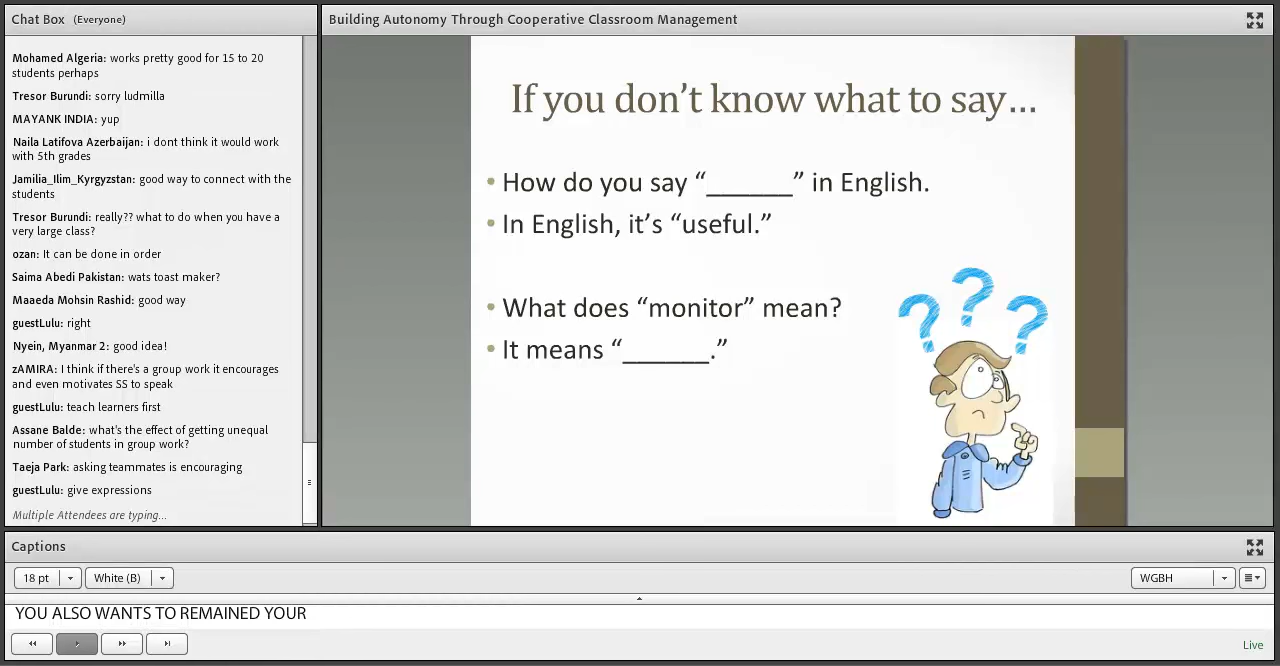 Chat Box (Everyone)
Mohamed Algeria: works pretty good for 15 to 20
students perhaps
Tresor Burundi: sorry ludmilla
MAYANK INDIA: yup
Naila Latifova Azerbaijan: i dont think it would work
with 5th grades
Jamilia_Ilim_Kyrgyzstan: good way to connect with the
students
Tresor Burundi: really?? what to do when you have a
very large class?
ozan: It can be done in order
Saima Abedi Pakistan: wats toast maker?
Maaeda Mohsin Rashid: good way
guestLulu: right
Nyein, Myanmar 2: good idea!
zAMIRA: I think if there's a group work it encourages
and even motivates SS to speak
guestLulu: teach learners first
Assane Balde: what's the effect of getting unequal
number of students in group work?
Taeja Park: asking teammates is encouraging
guestLulu: give expressions
Multiple Attendees are typing...
Building Autonomy Through Cooperative Classroom Management
If you don't know what to say...
• How do you say "______" in English.
• In English, it's "useful."
• What does "monitor" mean?
• It means "______."
???
Captions
18 pt White (B) WGBH
YOU ALSO WANTS TO REMAINED YOUR
Live